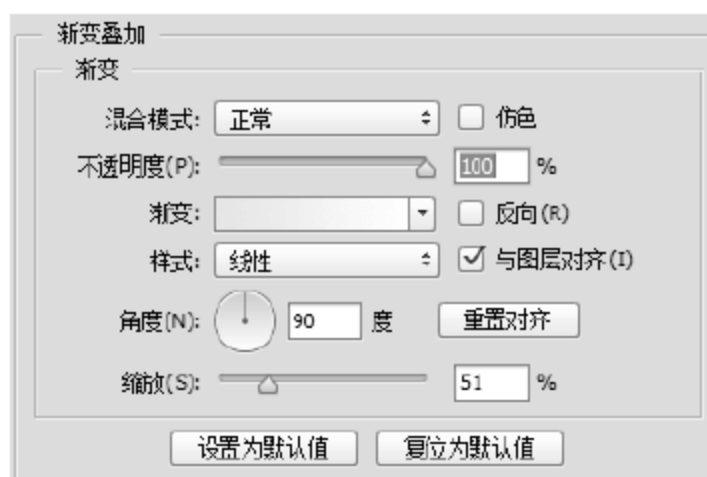 渐变叠加
渐变
混合模式: 正常 仿色
不透明度(P): 100 %
渐变: 反向(R)
样式: 线性 与图层对齐(I)
角度(N): 90 度 重置对齐
缩放(S): 51 %
设置为默认值 复位为默认值